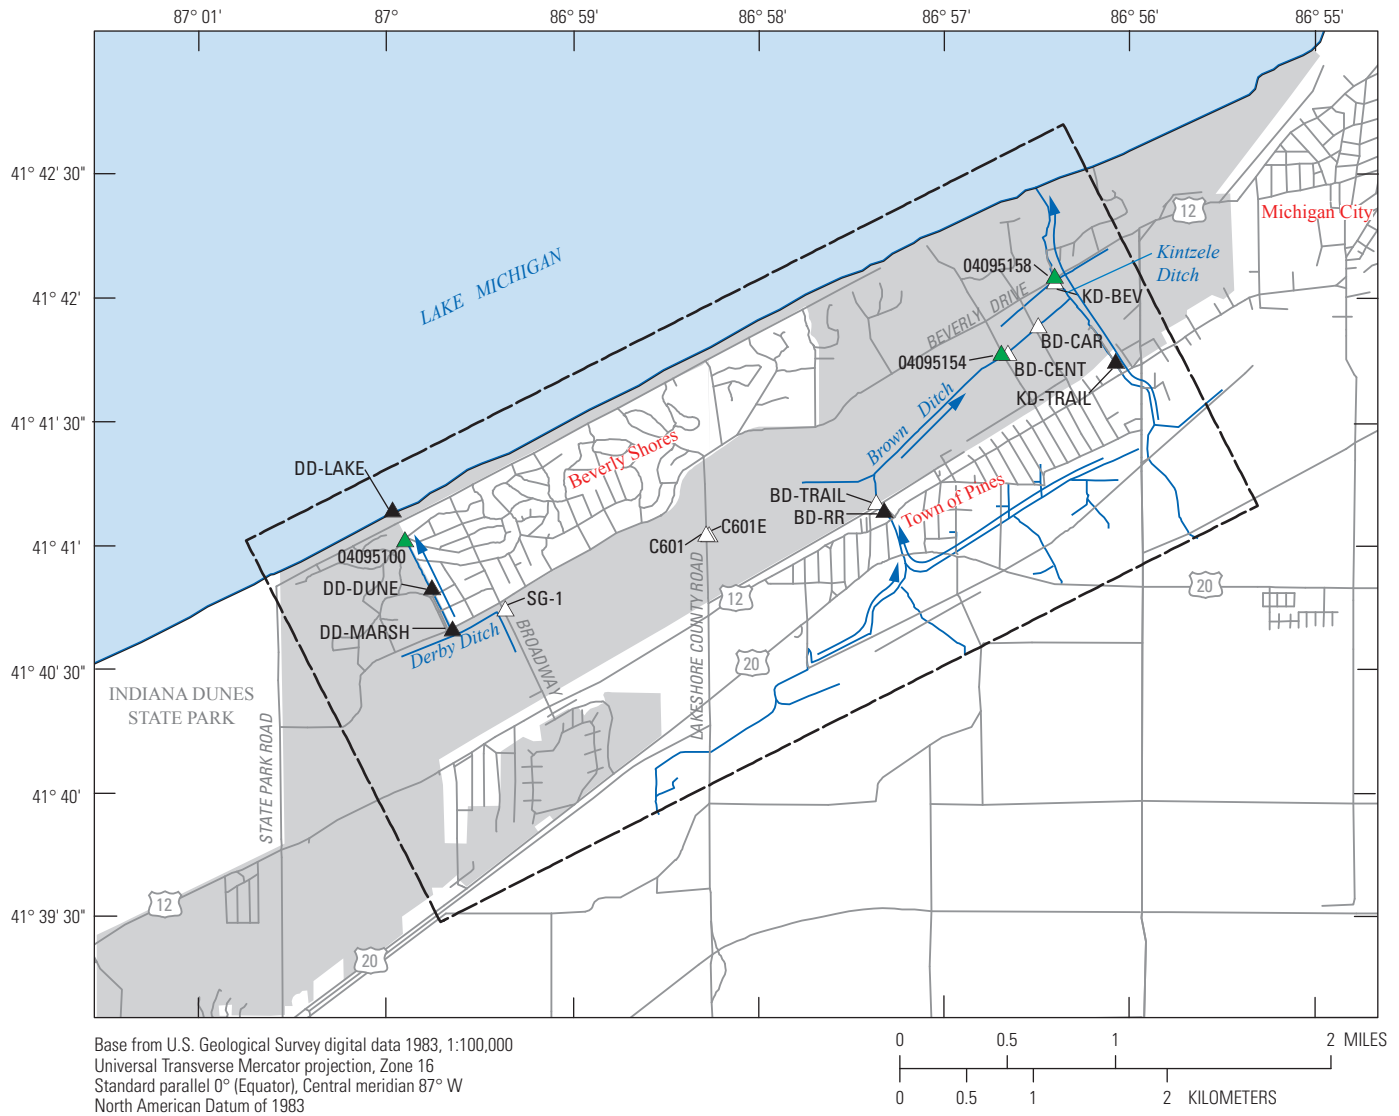 87° 01'
87°
86° 59'
86° 58'
86° 57'
86° 56'
86° 55'
41° 42' 30"
12
Michigan City
LAKE MICHIGAN
04095158
Kintzele
Ditch
41° 42'
KD-BEV
BEVERLY DRIVE
BD-CAR
04095154
BD-CENT
KD-TRAIL
41° 41' 30"
Brown Ditch
Beverly Shores
DD-LAKE
BD-TRAIL
Town of Pines
BD-RR
C601E
C601
41° 41'
04095100
DD-DUNE
SG-1
12
20
DD-MARSH
Derby Ditch
BROADWAY
LAKESHORE COUNTY ROAD
20
41° 40' 30"
INDIANA DUNES
STATE PARK
STATE PARK ROAD
41° 40'
12
41° 39' 30"
20
Base from U.S. Geological Survey digital data 1983, 1:100,000
Universal Transverse Mercator projection, Zone 16
Standard parallel 0° (Equator), Central meridian 87° W
North American Datum of 1983
0 0.5 1 2 MILES
0 0.5 1 2 KILOMETERS